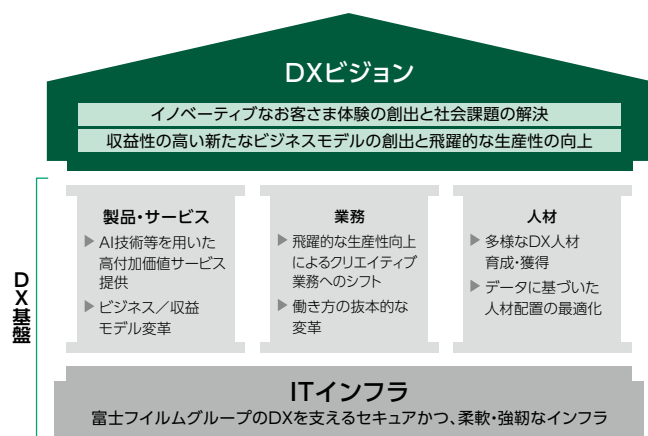 DXビジョン
イノベーティブなお客さま体験の創出と社会課題の解決
収益性の高い新たなビジネスモデルの創出と飛躍的な生産性の向上
DX基盤
製品・サービス
▶ AI技術等を用いた
高付加価値サービス
提供
▶ ビジネス／収益
モデル変革
業務
▶ 飛躍的な生産性向上
によるクリエイティブ
業務へのシフト
▶ 働き方の抜本的な
変革
人材
▶ 多様なDX人材
育成・獲得
▶ データに基づいた
人材配置の最適化
ITインフラ
富士フイルムグループのDXを支えるセキュアかつ、柔軟・強靭なインフラ